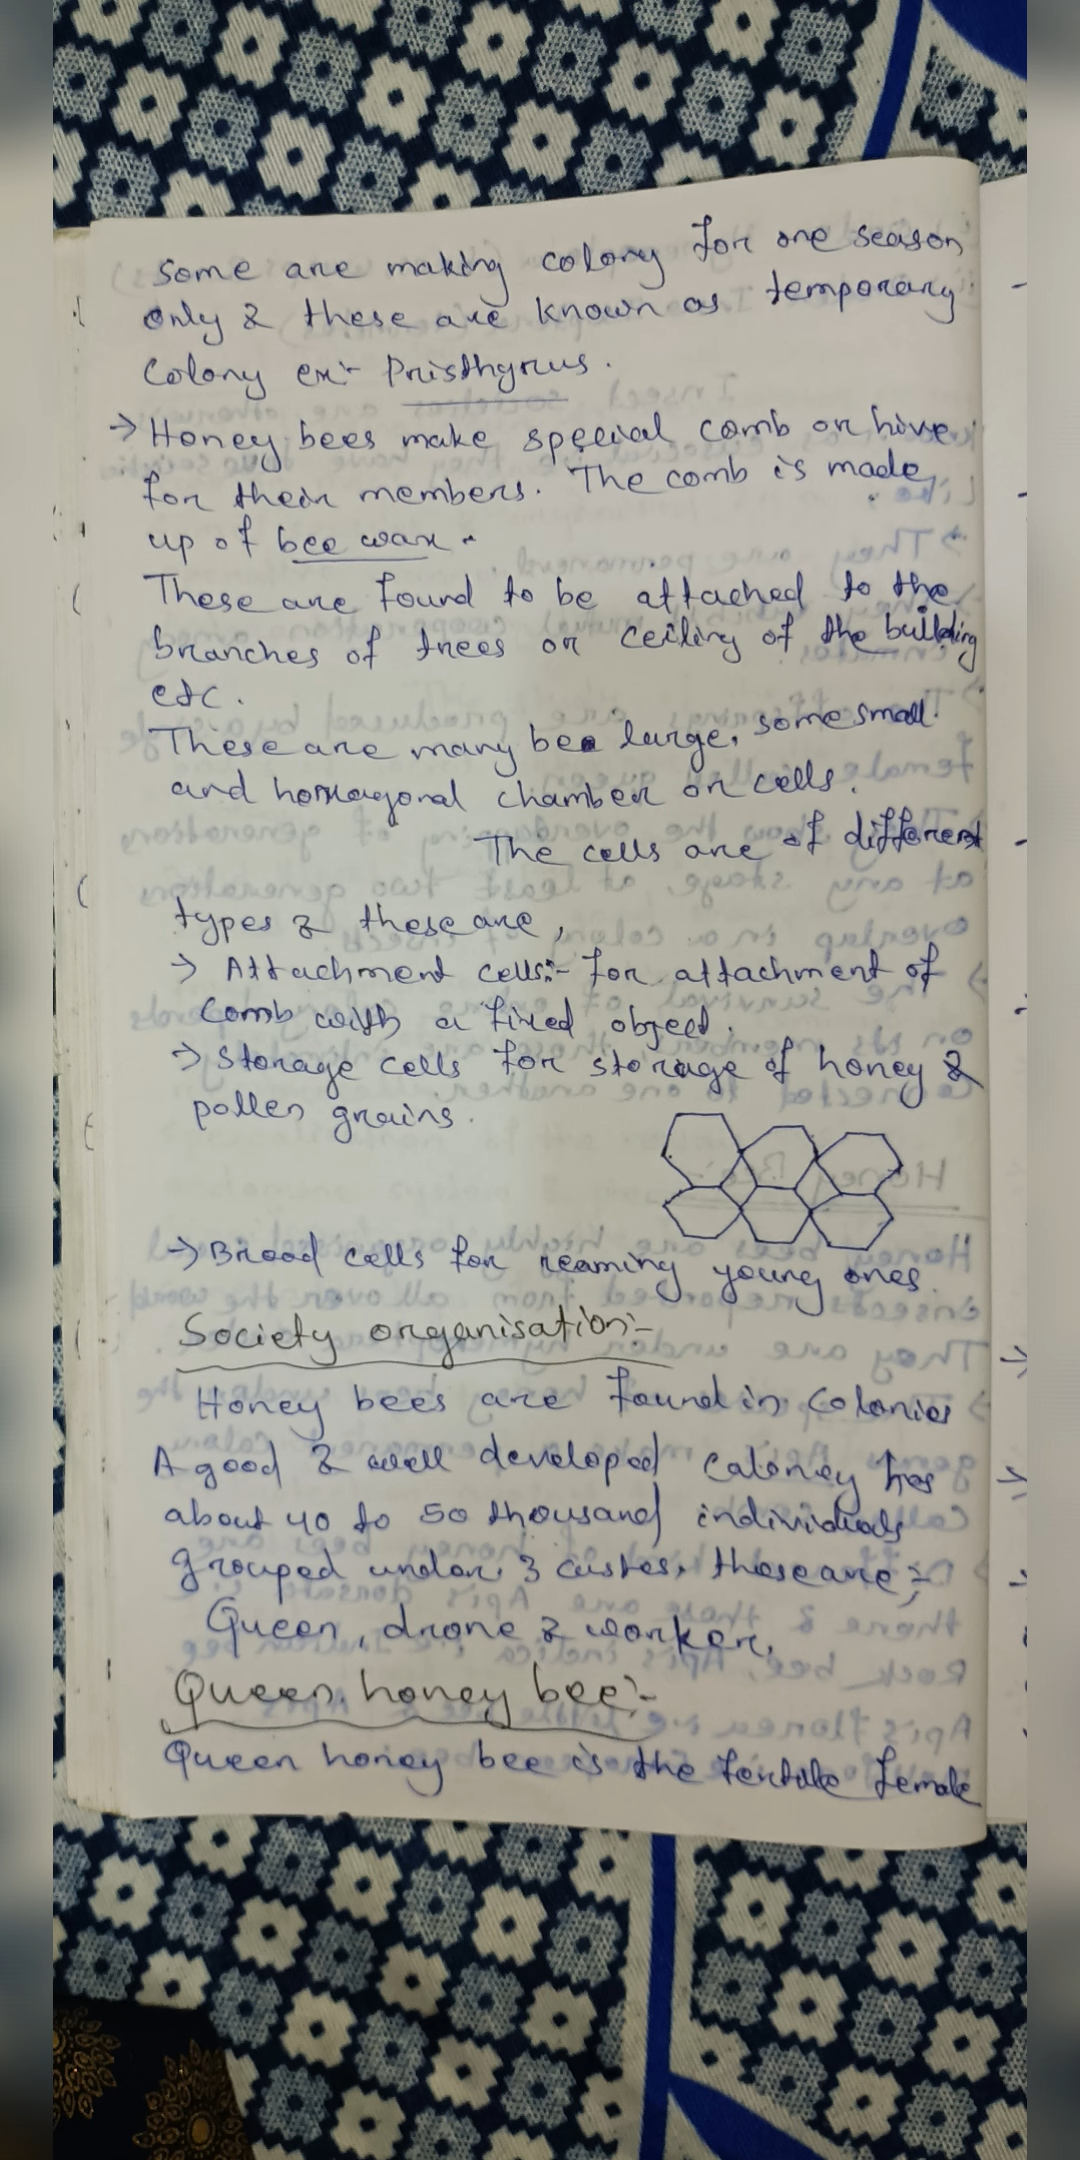 some are making colony for one season
only & these are known as temporary
Colony ex:- Pristhyrus.
→ Honey bees make special comb or hive
for their members. The comb is made
up of bee wax.
These are found to be attached to the
branches of trees or ceiling of the building
etc.
These are many bee large, some small
and hexagonal chamber or cells.
The cells are of different
types & these are,
→ Attachment cells:- for attachment of
Comb with a fixed object.
→ Storage cells for storage of honey &
pollen grains.
→ Brood cells for reaming young ones.
Society organisation:-
Honey bees are found in Colonies
A good & well developed caloney has
about 40 to 50 thousand individuals
grouped under 3 castes, these are;-
Queen, drone & worker.
Queen honey bee:-
Queen honey bee is the fertile female